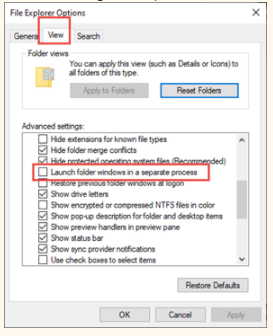 File Explorer Options
General View Search
Folder views
You can apply this view (such as Details or Icons) to
all folders of this type.
Apply to Folders Reset Folders
Advanced settings:
Hide extensions for known file types
Hide folder merge conflicts
Hide protected operating system files (Recommended)
Launch folder windows in a separate process
Restore previous folder windows at logon
Show drive letters
Show encrypted or compressed NTFS files in color
Show pop-up description for folder and desktop items
Show preview handlers in preview pane
Show status bar
Show sync provider notifications
Use check boxes to select items
Restore Defaults
OK Cancel Apply